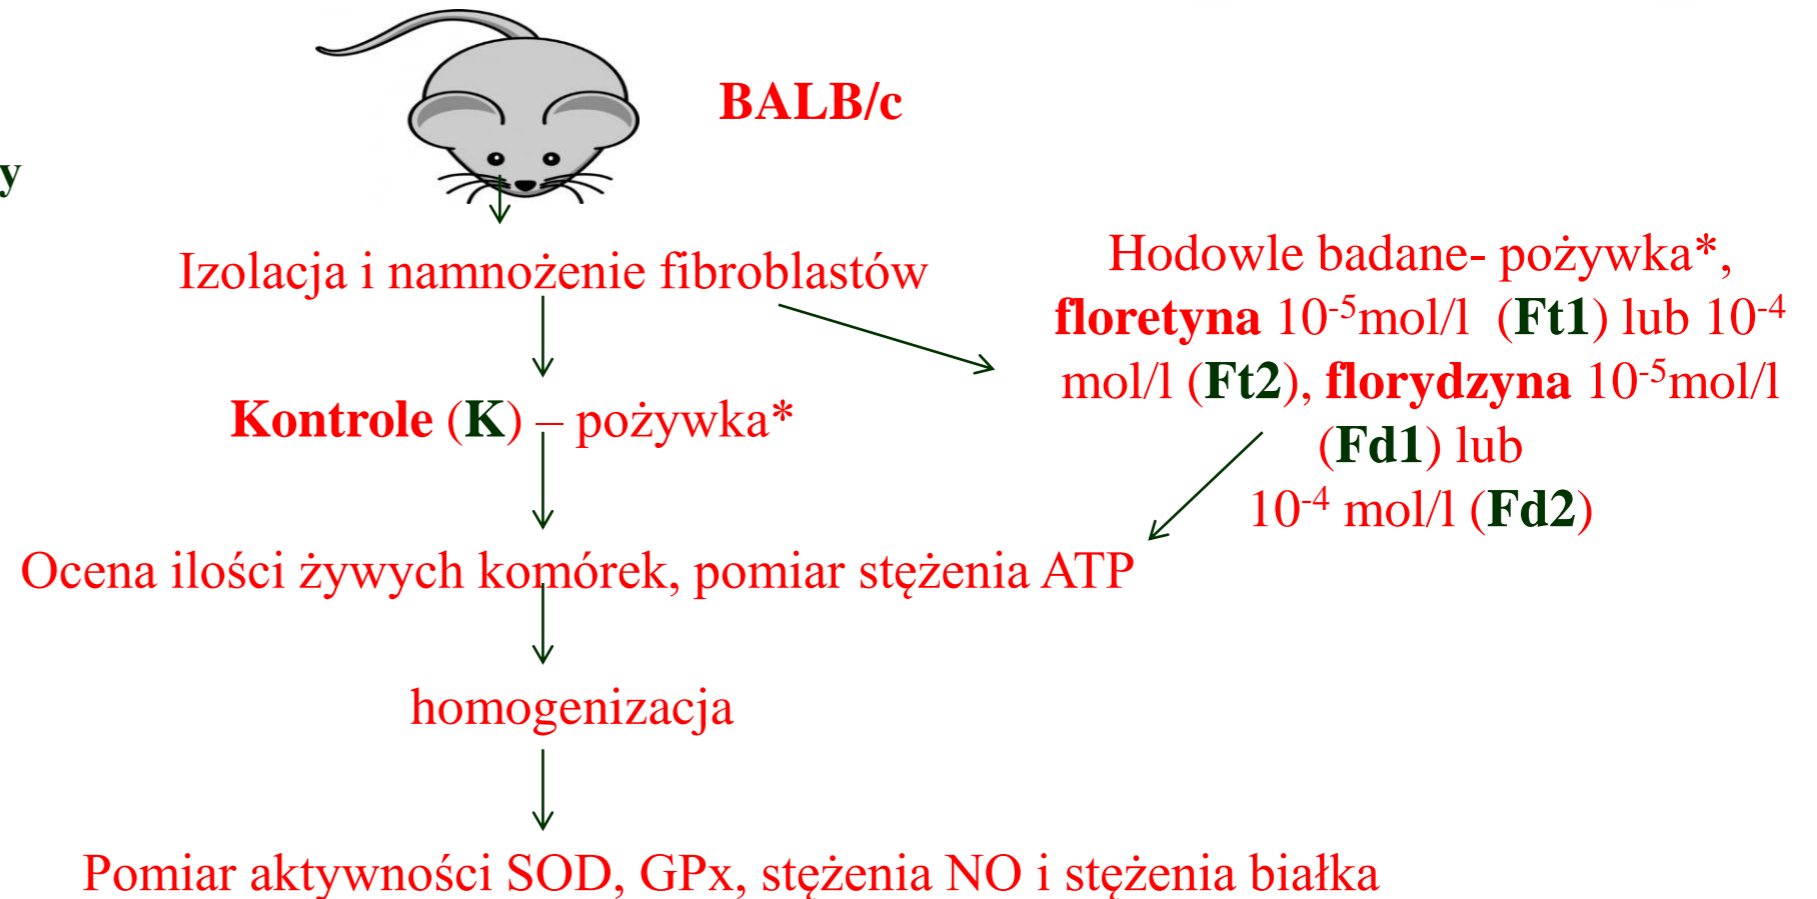 BALB/c
y
Izolacja i namnożenie fibroblastów
Hodowle badane- pożywka*,
floretyna 10⁻⁵mol/l (Ft1) lub 10⁻⁴
mol/l (Ft2), florydzyna 10⁻⁵mol/l
(Fd1) lub
10⁻⁴ mol/l (Fd2)
Kontrole (K) – pożywka*
Ocena ilości żywych komórek, pomiar stężenia ATP
homogenizacja
Pomiar aktywności SOD, GPx, stężenia NO i stężenia białka